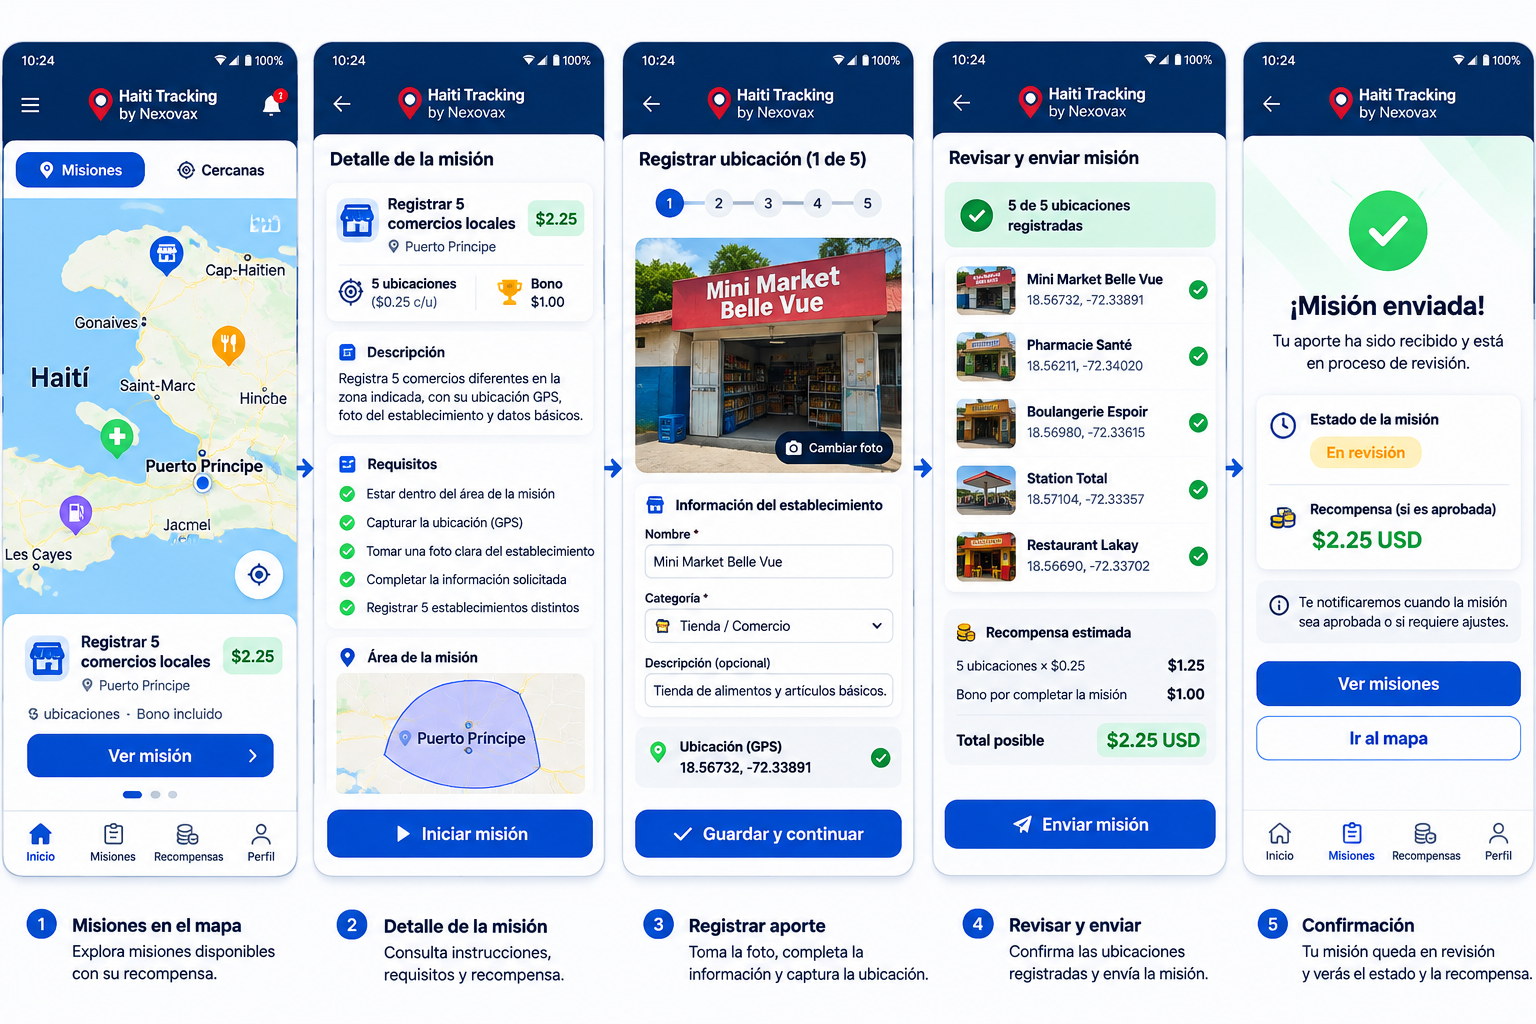 10:24
100%
Haiti Tracking
by Nexovax
Misiones
Cercanas
Cap-Haitien
Gonaives
Haití
Saint-Marc
Hinche
Puerto Príncipe
Jacmel
Les Cayes
Registrar 5
comercios locales
$2.25
Puerto Príncipe
ubicaciones · Bono incluido
Ver misión
Inicio
Misiones
Recompensas
Perfil
1
Misiones en el mapa
Explora misiones disponibles
con su recompensa.
10:24
100%
Haiti Tracking
by Nexovax
Detalle de la misión
Registrar 5
comercios locales
$2.25
Puerto Príncipe
5 ubicaciones
($0.25 c/u)
Bono
$1.00
Descripción
Registra 5 comercios diferentes en la
zona indicada, con su ubicación GPS,
foto del establecimiento y datos básicos.
Requisitos
Estar dentro del área de la misión
Capturar la ubicación (GPS)
Tomar una foto clara del establecimiento
Completar la información solicitada
Registrar 5 establecimientos distintos
Área de la misión
Puerto Príncipe
Iniciar misión
2
Detalle de la misión
Consulta instrucciones,
requisitos y recompensa.
10:24
100%
Haiti Tracking
by Nexovax
Registrar ubicación (1 de 5)
1 2 3 4 5
Mini Market
Belle Vue
Cambiar foto
Información del establecimiento
Nombre *
Mini Market Belle Vue
Categoría *
Tienda / Comercio
Descripción (opcional)
Tienda de alimentos y artículos básicos.
Ubicación (GPS)
18.56732, -72.33891
Guardar y continuar
3
Registrar aporte
Toma la foto, completa la
información y captura la ubicación.
10:24
100%
Haiti Tracking
by Nexovax
Revisar y enviar misión
5 de 5 ubicaciones
registradas
Mini Market Belle Vue
18.56732, -72.33891
Pharmacie Santé
18.56211, -72.34020
Boulangerie Espoir
18.56980, -72.33615
Station Total
18.57104, -72.33357
Restaurant Lakay
18.56690, -72.33702
Recompensa estimada
5 ubicaciones × $0.25
$1.25
Bono por completar la misión
$1.00
Total posible
$2.25 USD
Enviar misión
4
Revisar y enviar
Confirma las ubicaciones
registradas y envía la misión.
10:24
100%
Haiti Tracking
by Nexovax
¡Misión enviada!
Tu aporte ha sido recibido y está
en proceso de revisión.
Estado de la misión
En revisión
Recompensa (si es aprobada)
$2.25 USD
Te notificaremos cuando la misión
sea aprobada o si requiere ajustes.
Ver misiones
Ir al mapa
Inicio
Misiones
Recompensas
Perfil
5
Confirmación
Tu misión queda en revisión
y verás el estado y la recompensa.